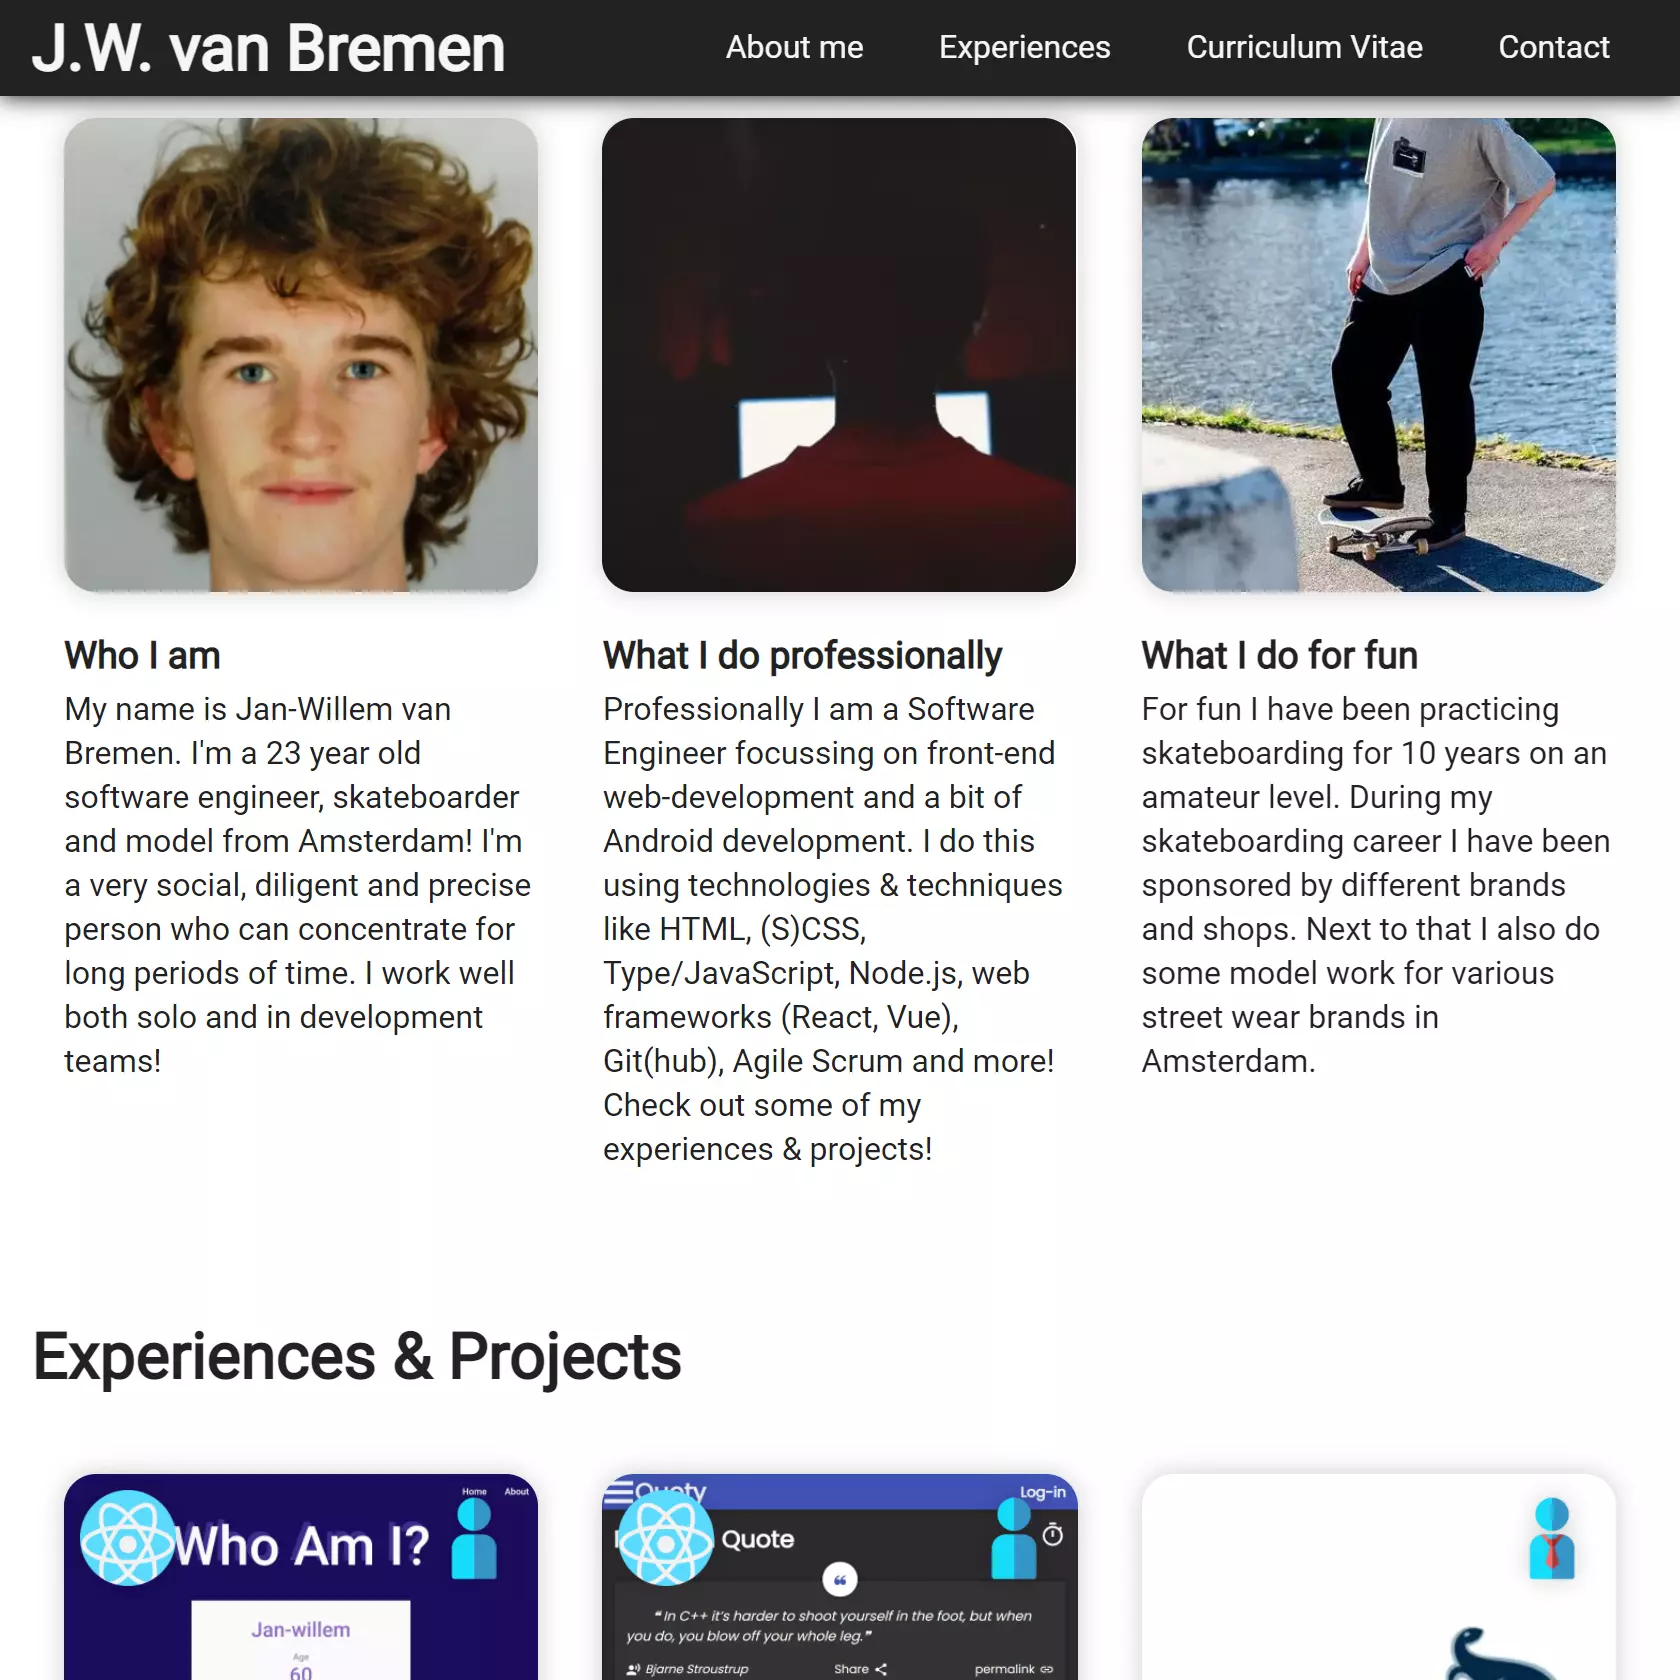 J.W. van Bremen
About me
Experiences
Curriculum Vitae
Contact
Who I am
My name is Jan-Willem van
Bremen. I'm a 23 year old
software engineer, skateboarder
and model from Amsterdam! I'm
a very social, diligent and precise
person who can concentrate for
long periods of time. I work well
both solo and in development
teams!
What I do professionally
Professionally I am a Software
Engineer focussing on front-end
web-development and a bit of
Android development. I do this
using technologies & techniques
like HTML, (S)CSS,
Type/JavaScript, Node.js, web
frameworks (React, Vue),
Git(hub), Agile Scrum and more!
Check out some of my
experiences & projects!
What I do for fun
For fun I have been practicing
skateboarding for 10 years on an
amateur level. During my
skateboarding career I have been
sponsored by different brands
and shops. Next to that I also do
some model work for various
street wear brands in
Amsterdam.
Experiences & Projects
Home
About
Who Am I?
Jan-willem
Age
60
Quoty
Log-in
Quote
❝ In C++ it's harder to shoot yourself in the foot, but when
you do, you blow off your whole leg.❞
Bjarne Stroustrup
Share
permalink